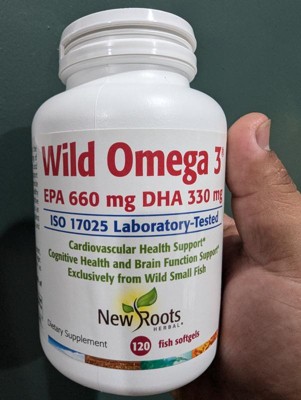 Wild Omega 3
EPA 660 mg DHA 330 mg
ISO 17025 Laboratory-Tested
Cardiovascular Health Support*
Cognitive Health and Brain Function Support*
Exclusively from Wild Small Fish
New Roots
HERBAL
Dietary Supplement
120 fish softgels